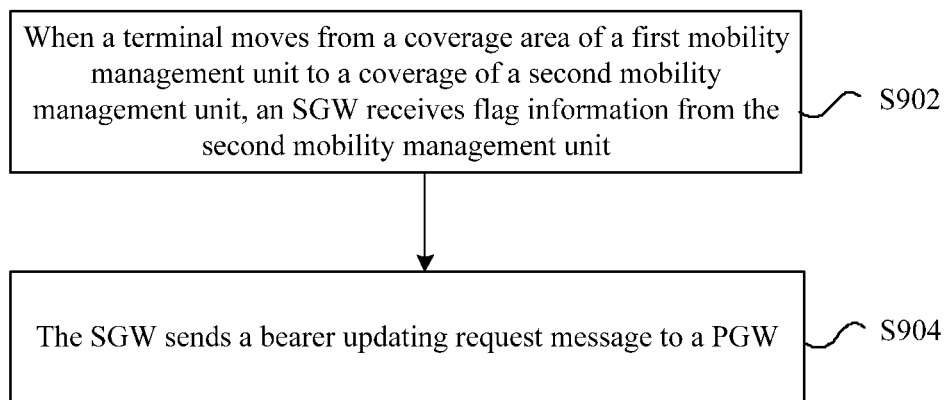 When a terminal moves from a coverage area of a first mobility
management unit to a coverage of a second mobility
management unit, an SGW receives flag information from the
second mobility management unit
S902
The SGW sends a bearer updating request message to a PGW
S904